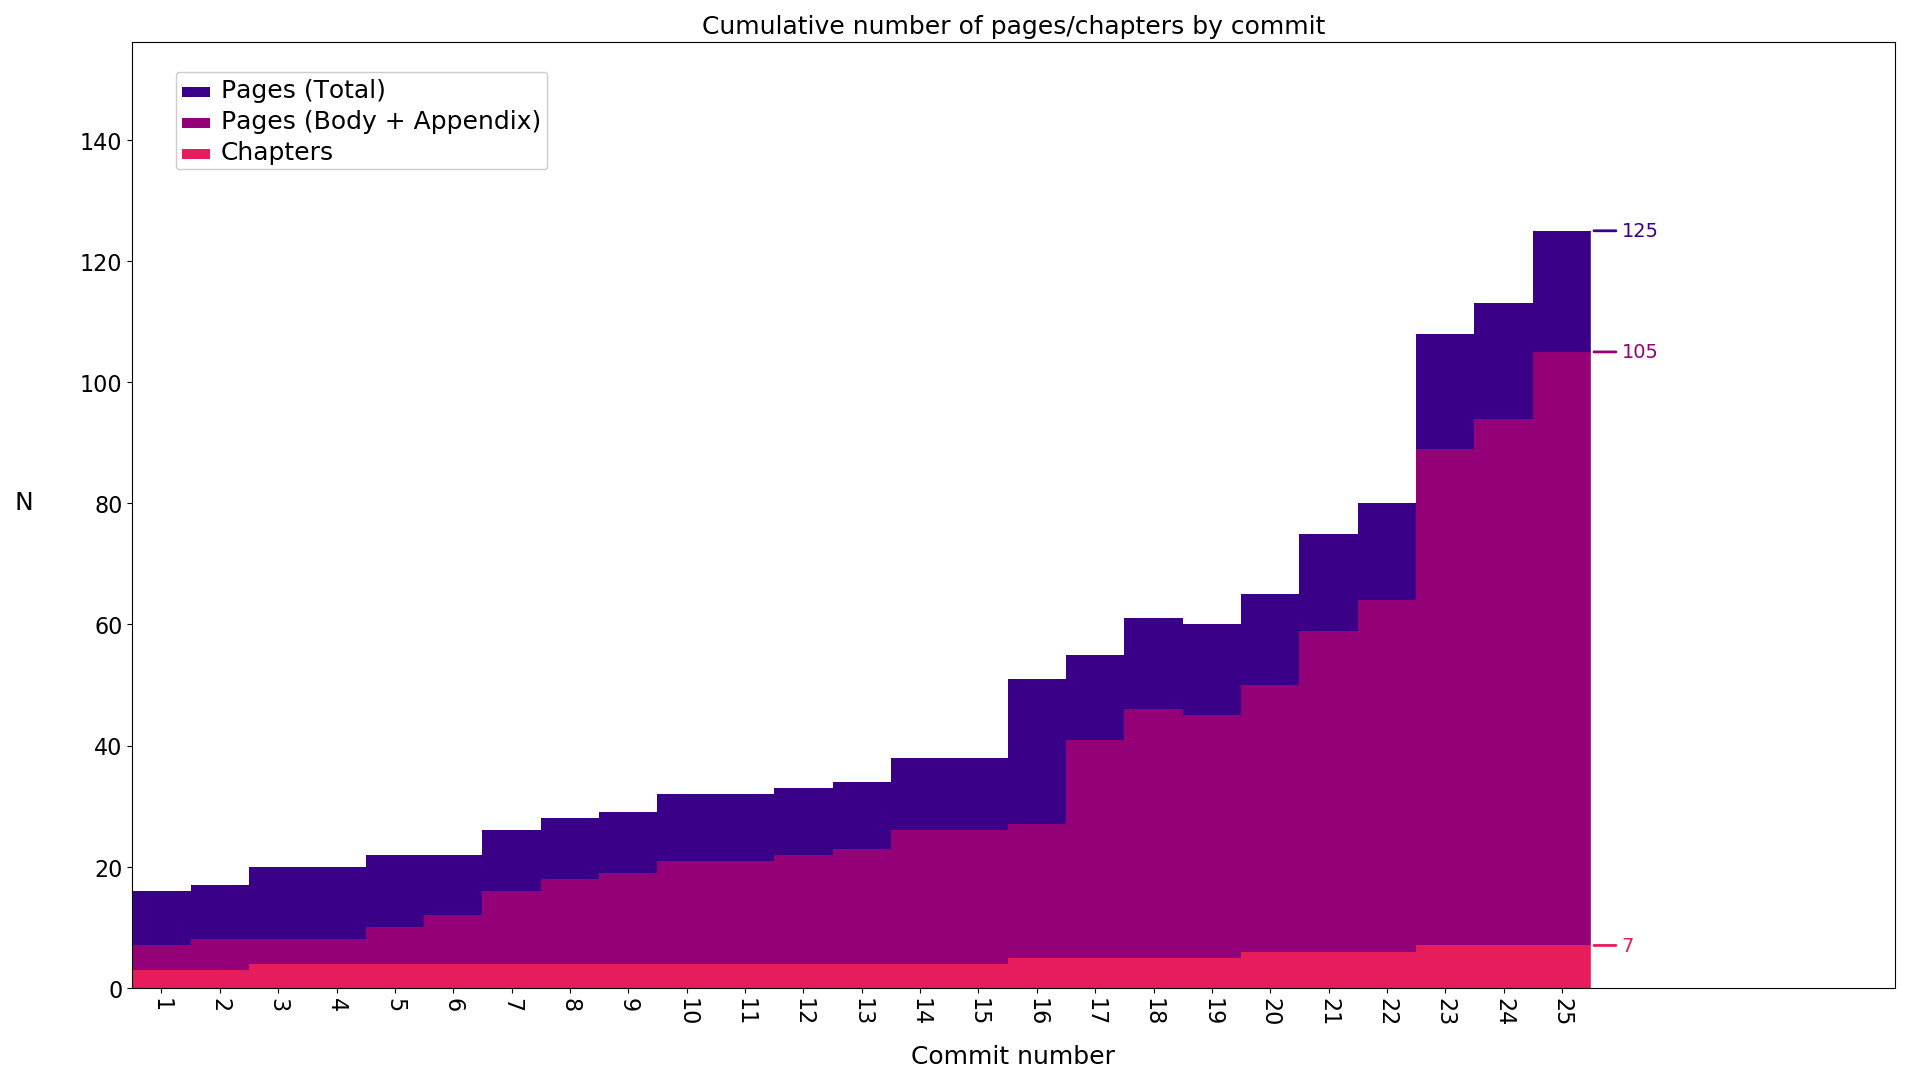 Cumulative number of pages/chapters by commit
Pages (Total)
Pages (Body + Appendix)
Chapters
140
120
100
80
60
40
20
0
N
125
105
7
1 2 3 4 5 6 7 8 9 10 11 12 13 14 15 16 17 18 19 20 21 22 23 24 25
Commit number